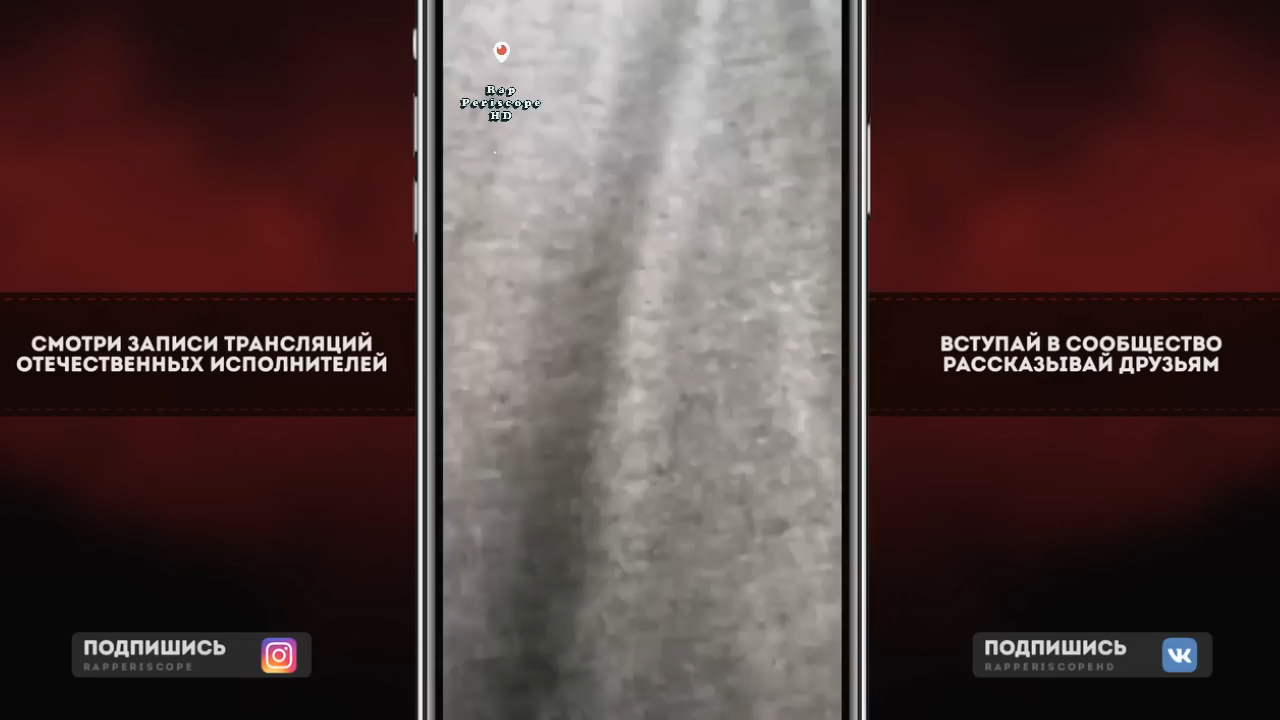 Rap
Periscope
HD
СМОТРИ ЗАПИСИ ТРАНСЛЯЦИЙ
ОТЕЧЕСТВЕННЫХ ИСПОЛНИТЕЛЕЙ
ВСТУПАЙ В СООБЩЕСТВО
РАССКАЗЫВАЙ ДРУЗЬЯМ
ПОДПИШИСЬ
RAPPERISCOPE
ПОДПИШИСЬ
RAPPERISCOPEHD